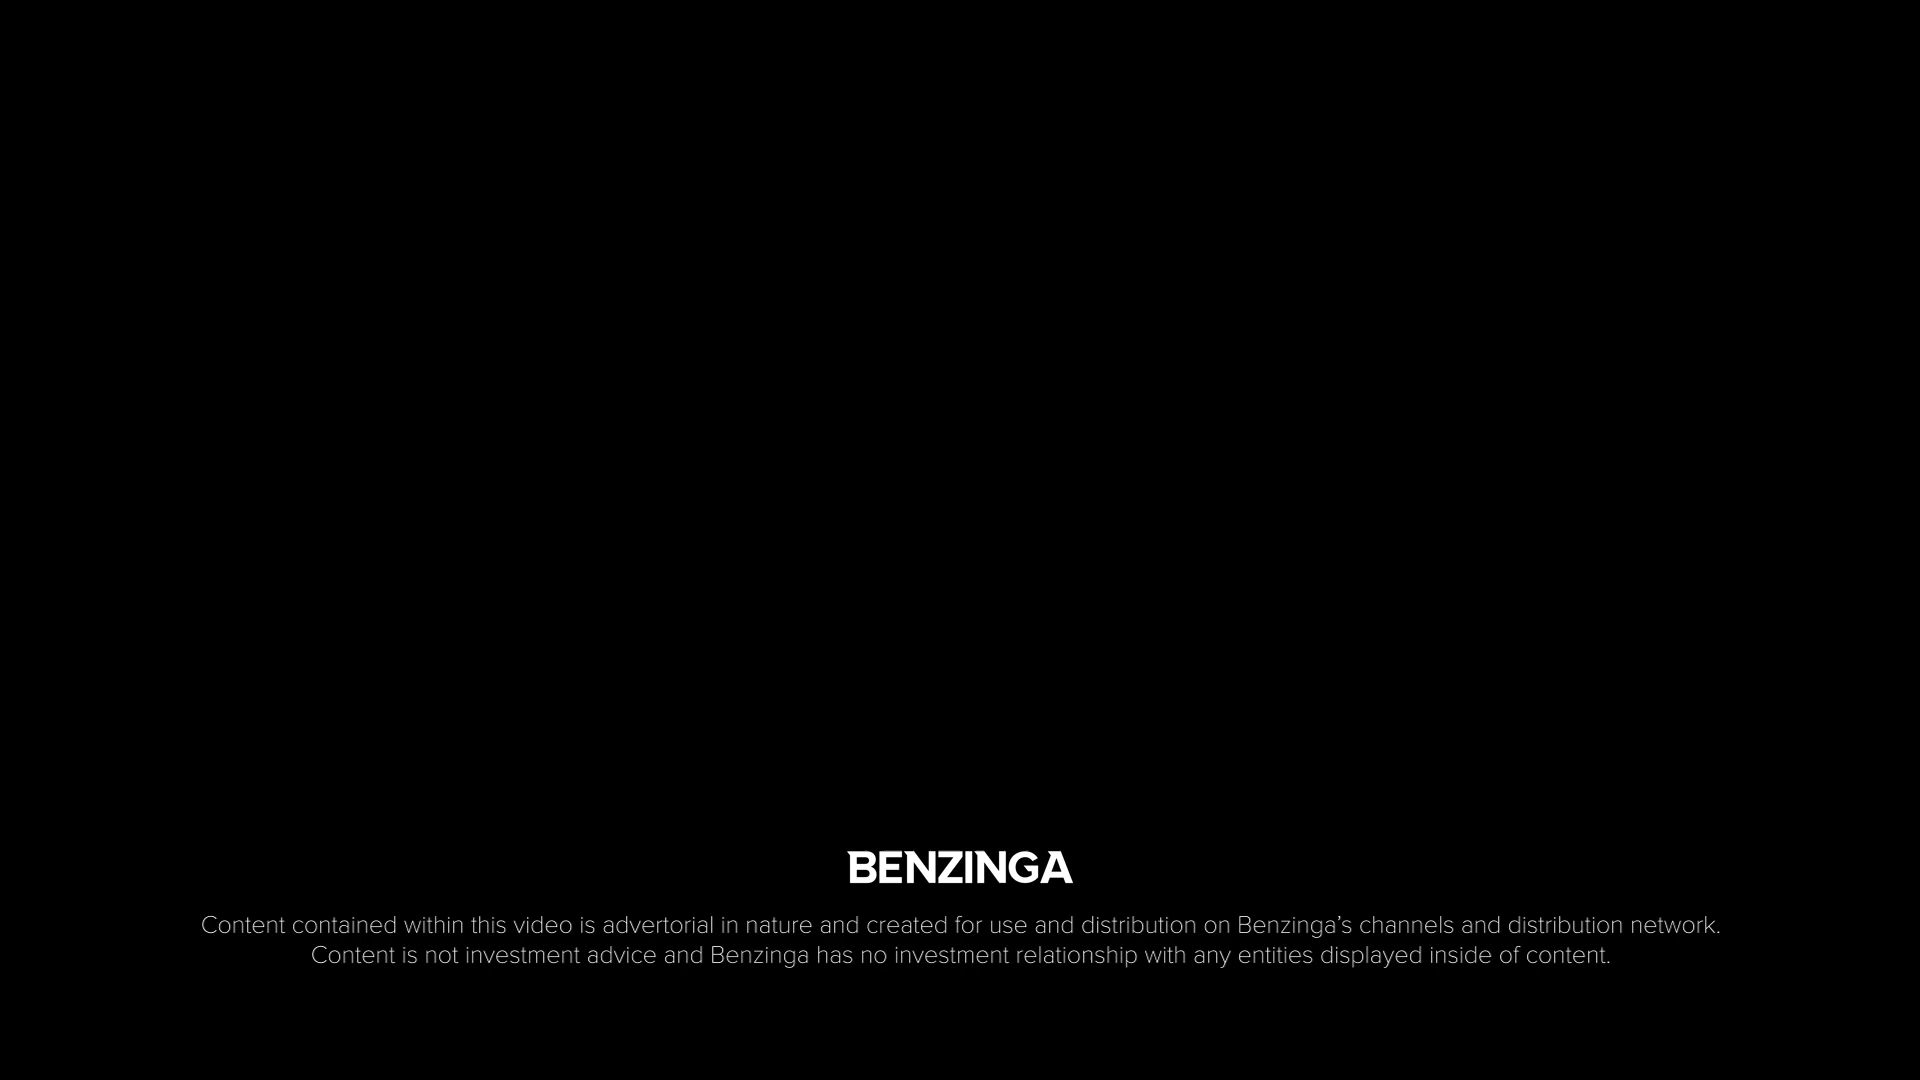 BENZINGA
Content contained within this video is advertorial in nature and created for use and distribution on Benzinga’s channels and distribution network.
Content is not investment advice and Benzinga has no investment relationship with any entities displayed inside of content.